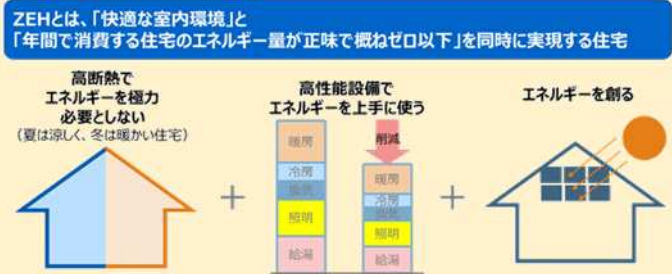 ZEHとは、「快適な室内環境」と
「年間で消費する住宅のエネルギー量が正味で概ねゼロ以下」を同時に実現する住宅
高断熱で
エネルギーを極力
必要としない
(夏は涼しく、冬は暖かい住宅)
高性能設備で
エネルギーを上手に使う
暖房
冷房
換気
照明
給湯
削減
暖房
冷房
換気
照明
給湯
エネルギーを創る